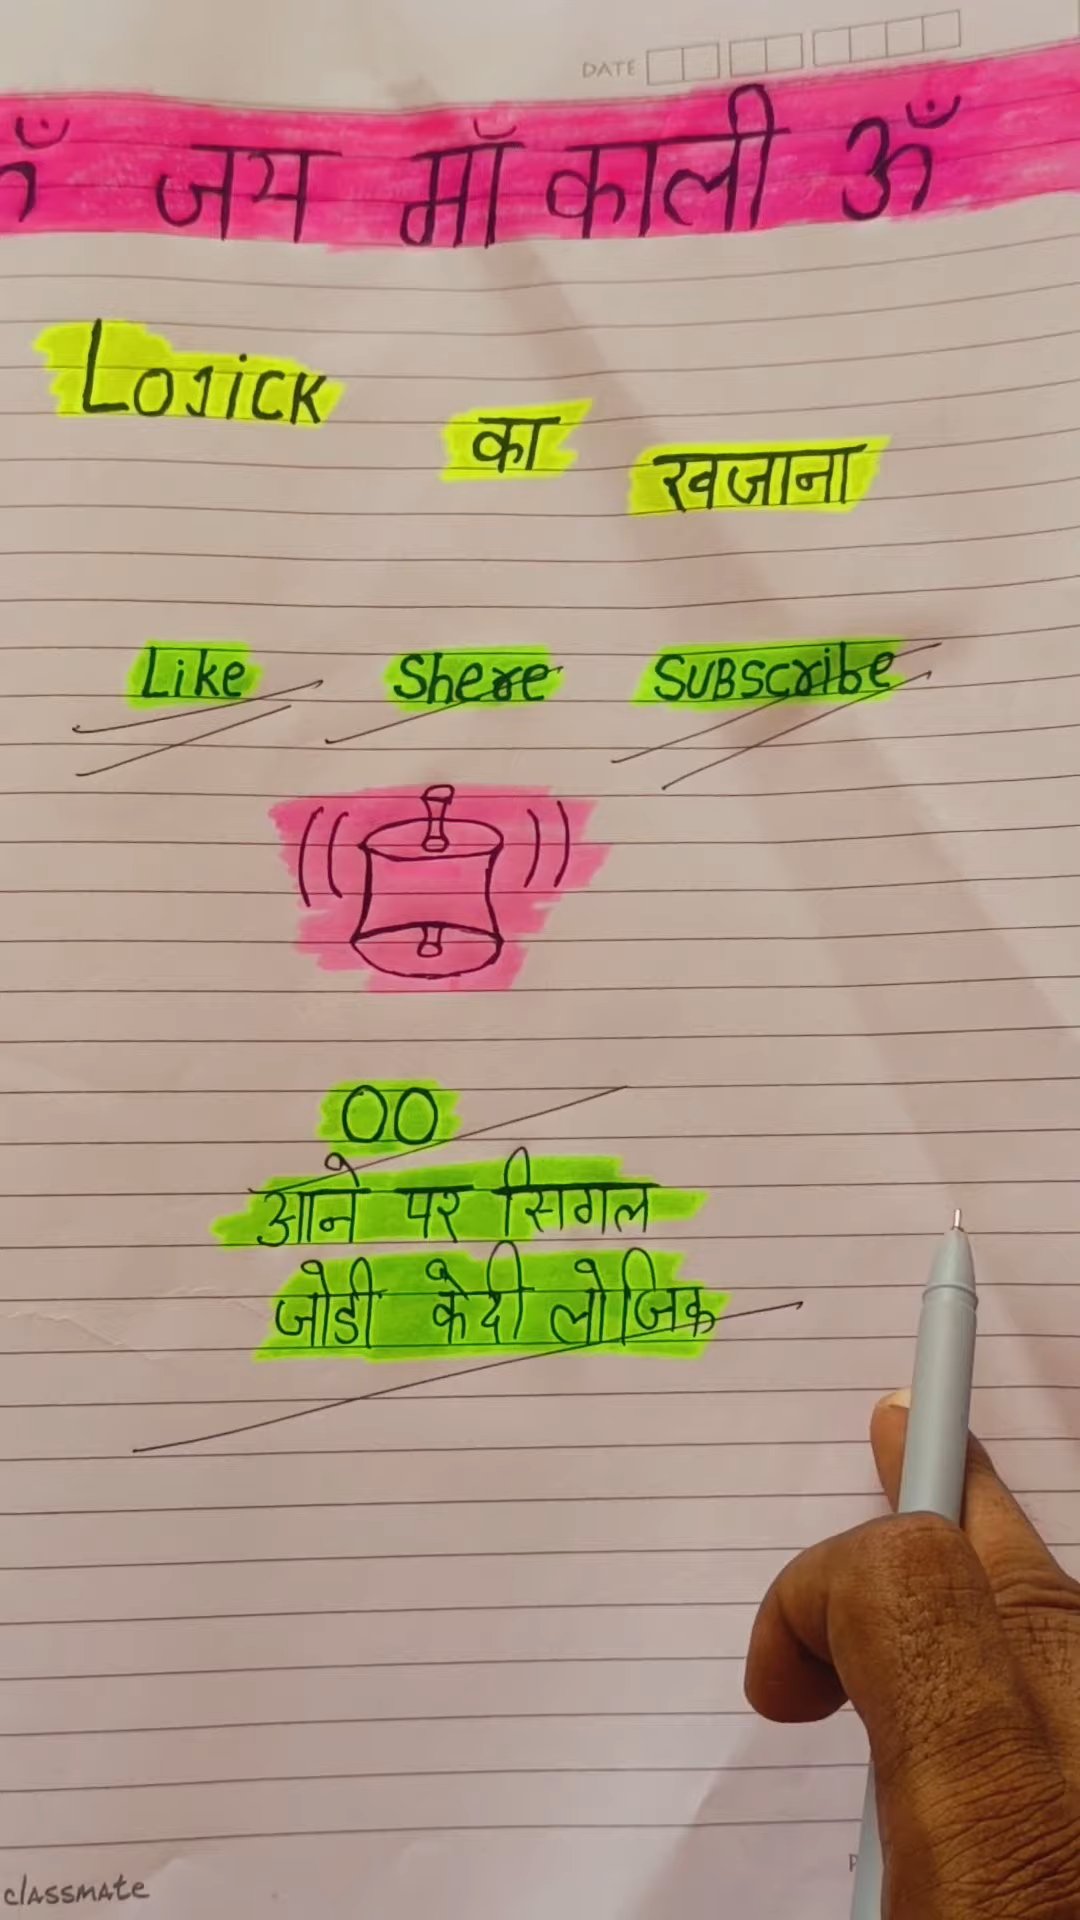 DATE
ॐ जय माँ काली ॐ
Lojick का खजाना
Like Shere Subscribe
00
आने पर सिगल
जोडी केदी लोजिक
classmate